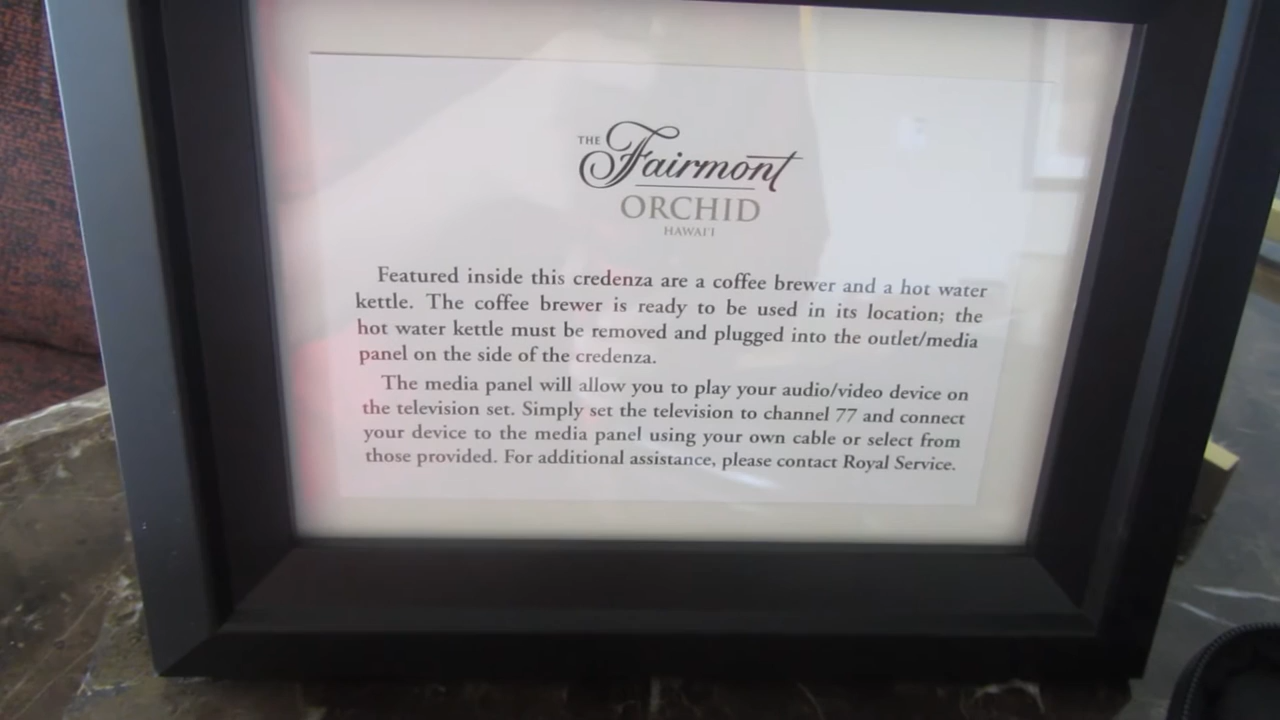 THE Fairmont
ORCHID
HAWAI'I
Featured inside this credenza are a coffee brewer and a hot water
kettle. The coffee brewer is ready to be used in its location; the
hot water kettle must be removed and plugged into the outlet/media
panel on the side of the credenza.
The media panel will allow you to play your audio/video device on
the television set. Simply set the television to channel 77 and connect
your device to the media panel using your own cable or select from
those provided. For additional assistance, please contact Royal Service.